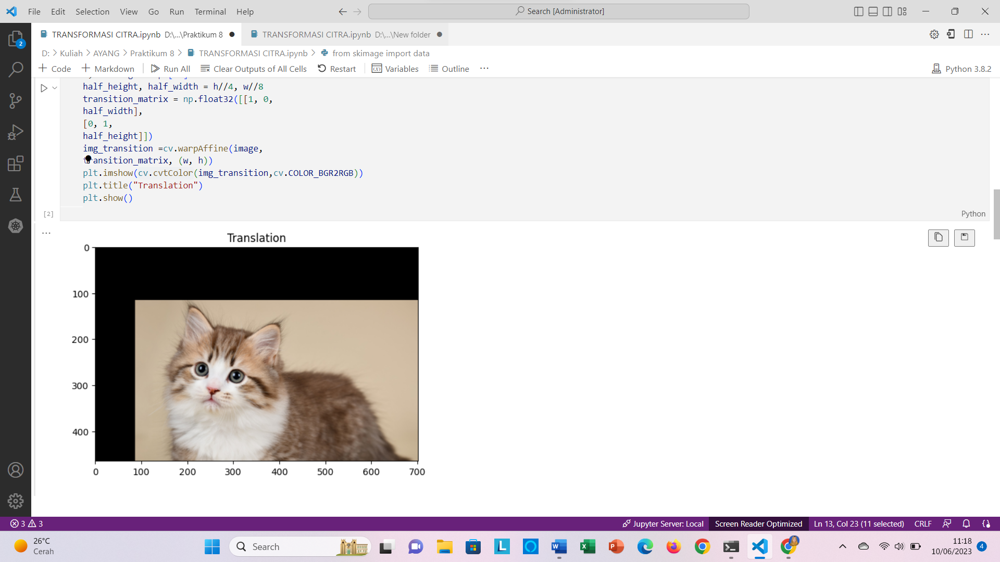 File Edit Selection View Go Run Terminal Help
Search [Administrator]
2
TRANSFORMASI CITRA.ipynb D:\...\Praktikum 8
TRANSFORMASI CITRA.ipynb D:\...\New folder
D: > Kuliah > AYANG > Praktikum 8 > TRANSFORMASI CITRA.ipynb > from skimage import data
Code Markdown Run All Clear Outputs of All Cells Restart Variables Outline ...
Python 3.8.2
half_height, half_width = h//4, w//8
transition_matrix = np.float32([[1, 0,
half_width],
[0, 1,
half_height]])
img_transition =cv.warpAffine(image,
transition_matrix, (w, h))
plt.imshow(cv.cvtColor(img_transition,cv.COLOR_BGR2RGB))
plt.title("Translation")
plt.show()
[2]
Python
...
Translation
0
100
200
300
400
0 100 200 300 400 500 600 700
3 3
Jupyter Server: Local Screen Reader Optimized Ln 13, Col 23 (11 selected) CRLF
26°C
Cerah
Search
11:18
10/06/2023
4